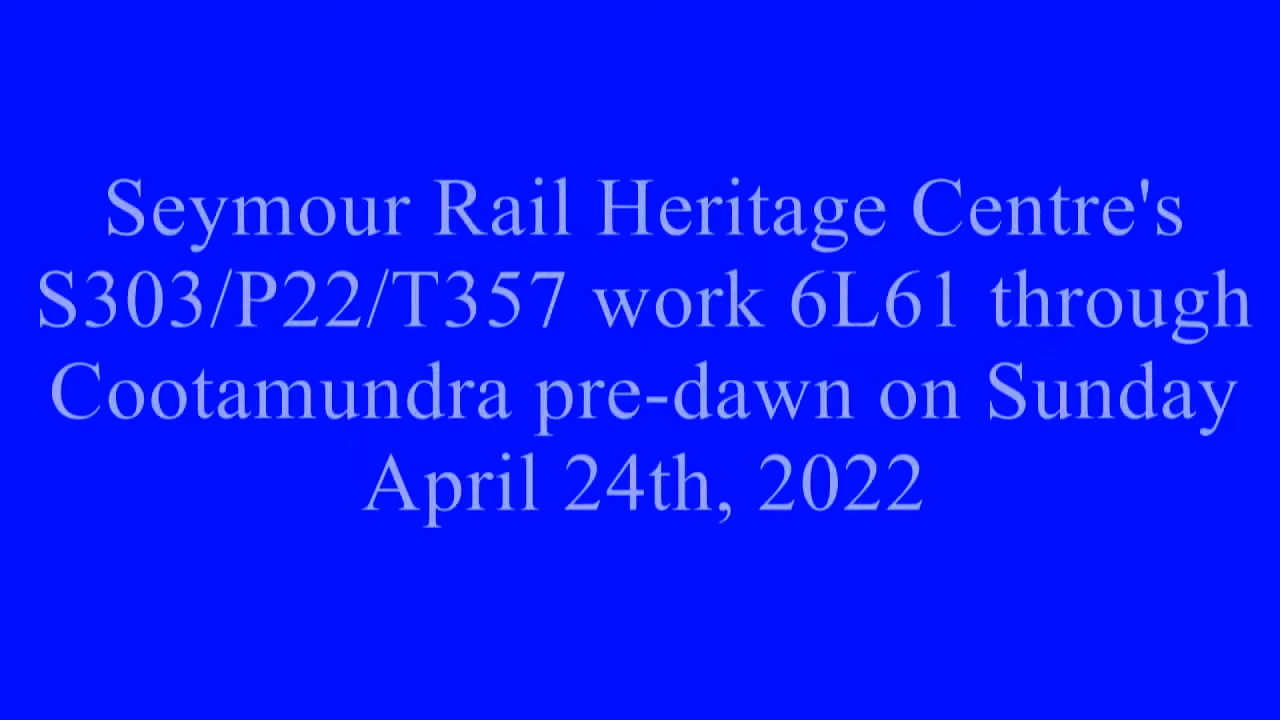 Seymour Rail Heritage Centre's
S303/P22/T357 work 6L61 through
Cootamundra pre-dawn on Sunday
April 24th, 2022